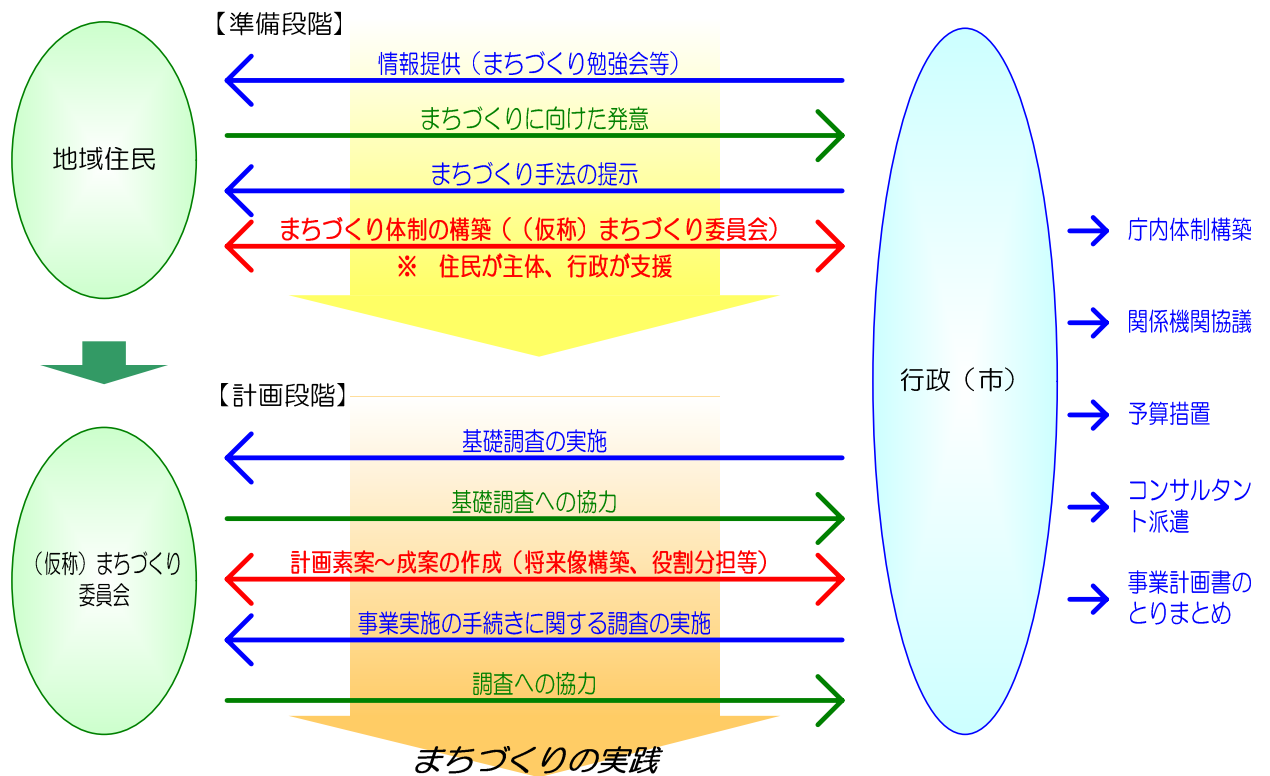 【準備段階】
情報提供（まちづくり勉強会等）
まちづくりに向けた発意
地域住民
まちづくり手法の提示
まちづくり体制の構築（（仮称）まちづくり委員会）
※　住民が主体、行政が支援
【計画段階】
基礎調査の実施
基礎調査への協力
（仮称）まちづくり
委員会
計画素案～成案の作成（将来像構築、役割分担等）
事業実施の手続きに関する調査の実施
調査への協力
まちづくりの実践
行政（市）
庁内体制構築
関係機関協議
予算措置
コンサルタン
ト派遣
事業計画書の
とりまとめ